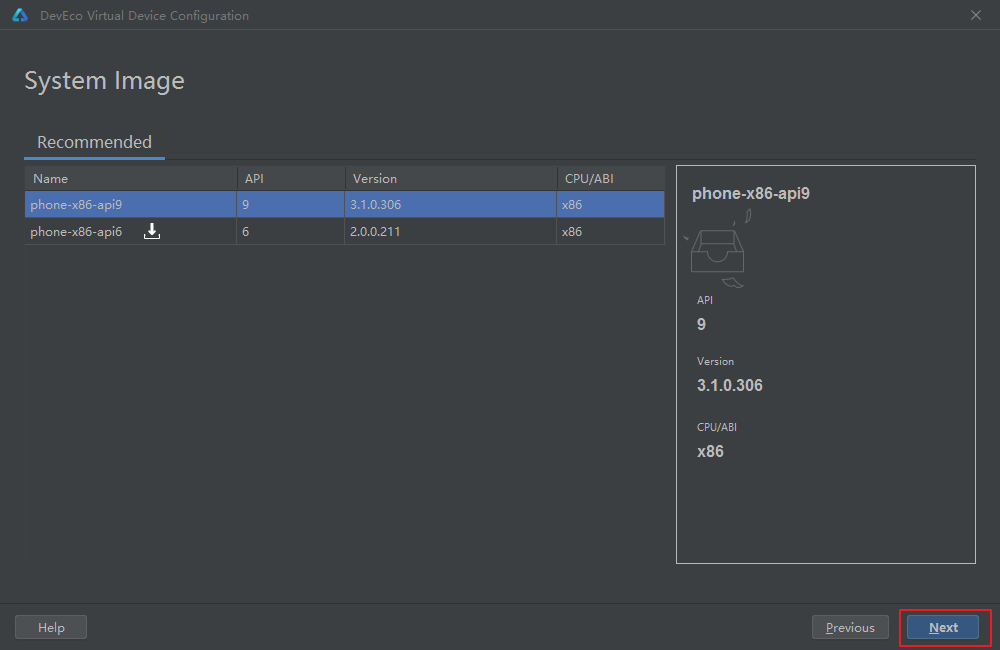 DevEco Virtual Device Configuration
System Image
Recommended
Name API Version CPU/ABI
phone-x86-api9 9 3.1.0.306 x86
phone-x86-api6 6 2.0.0.211 x86
phone-x86-api9
API
9
Version
3.1.0.306
CPU/ABI
x86
Help Previous Next